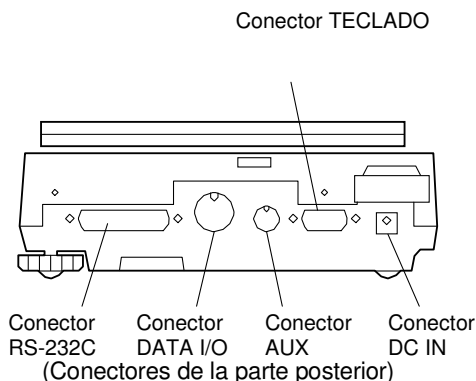 Conector TECLADO
Conector RS-232C
Conector DATA I/O
Conector AUX
Conector DC IN
(Conectores de la parte posterior)